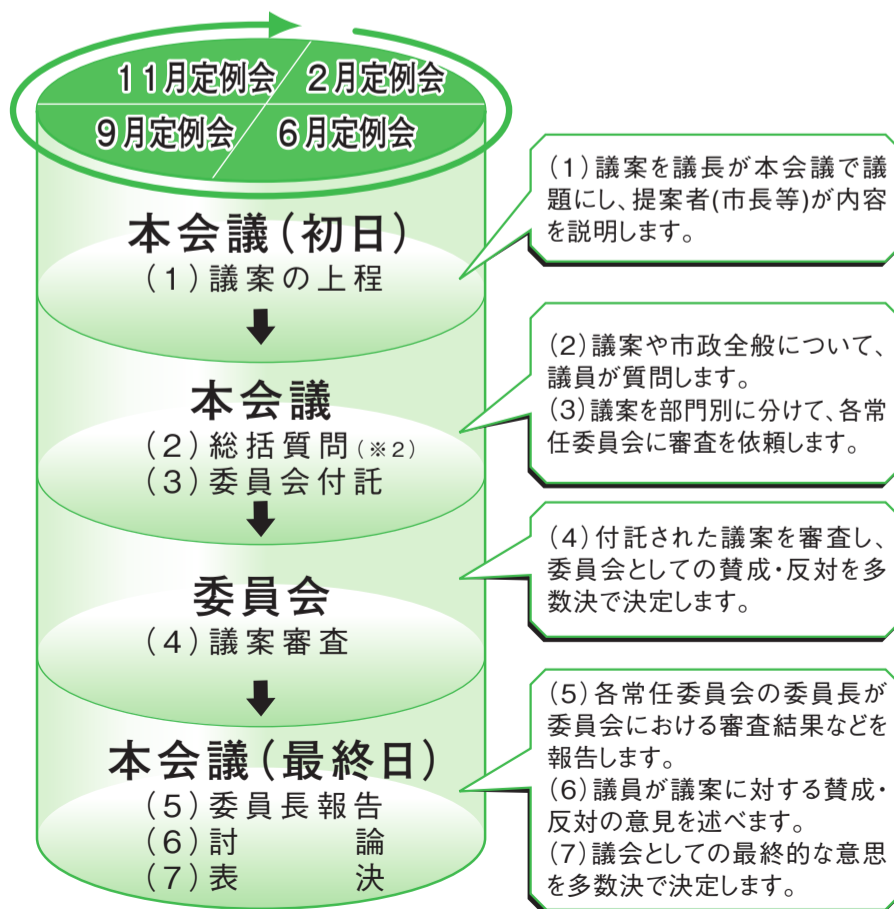 11月定例会 2月定例会
9月定例会 6月定例会
本会議(初日)
(1)議案の上程
(1)議案を議長が本会議で議
題にし、提案者(市長等)が内容
を説明します。
本会議
(2)総括質問(※2)
(3)委員会付託
(2)議案や市政全般について、
議員が質問します。
(3)議案を部門別に分けて、各常
任委員会に審査を依頼します。
委員会
(4)議案審査
(4)付託された議案を審査し、
委員会としての賛成・反対を多
数決で決定します。
本会議(最終日)
(5)委員長報告
(6)討論
(7)表決
(5)各常任委員会の委員長が
委員会における審査結果などを
報告します。
(6)議員が議案に対する賛成・
反対の意見を述べます。
(7)議会としての最終的な意思
を多数決で決定します。